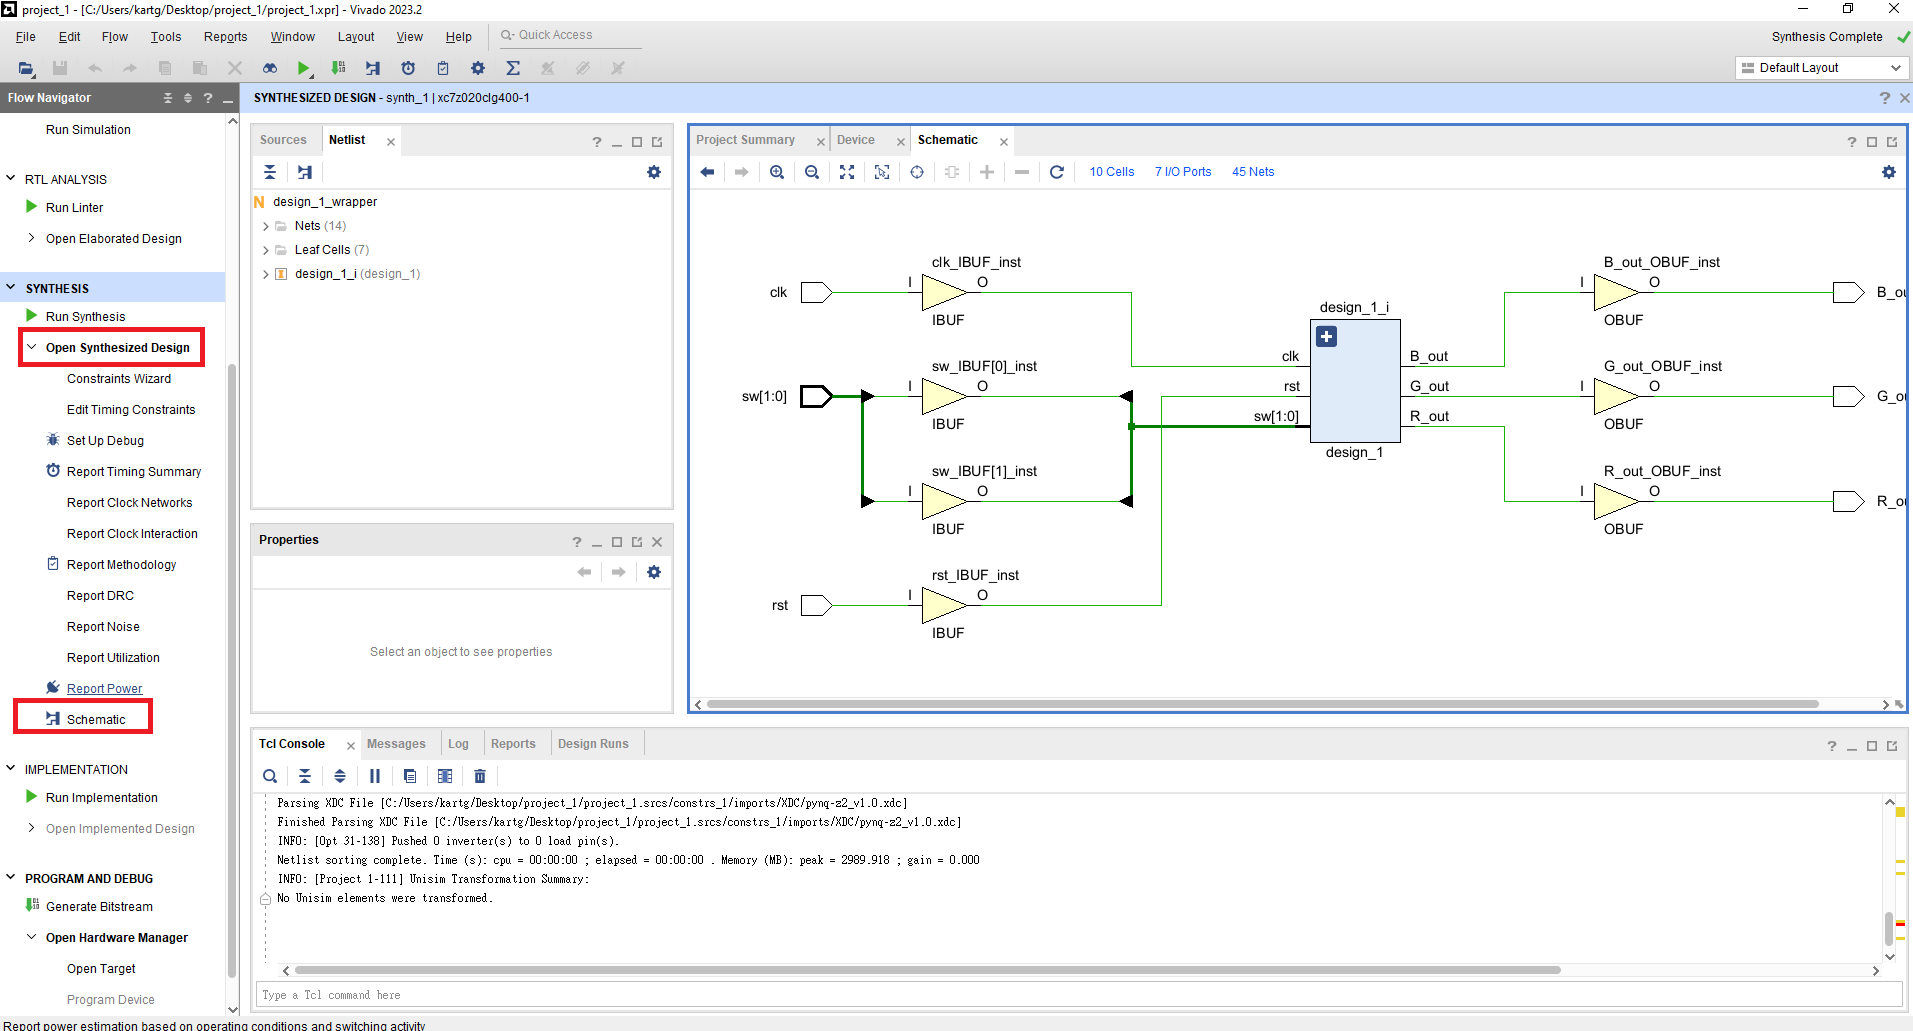 project_1 - [C:/Users/kartg/Desktop/project_1/project_1.xpr] - Vivado 2023.2
File Edit Flow Tools Reports Window Layout View Help Quick Access
Synthesis Complete
Default Layout
Flow Navigator
SYNTHESIZED DESIGN - synth_1 | xc7z020clg400-1
Run Simulation
RTL ANALYSIS
Run Linter
Open Elaborated Design
SYNTHESIS
Run Synthesis
Open Synthesized Design
Constraints Wizard
Edit Timing Constraints
Set Up Debug
Report Timing Summary
Report Clock Networks
Report Clock Interaction
Report Methodology
Report DRC
Report Noise
Report Utilization
Report Power
Schematic
IMPLEMENTATION
Run Implementation
Open Implemented Design
PROGRAM AND DEBUG
Generate Bitstream
Open Hardware Manager
Open Target
Program Device
Sources Netlist
design_1_wrapper
Nets (14)
Leaf Cells (7)
design_1_i (design_1)
Properties
Select an object to see properties
Project Summary Device Schematic
10 Cells 7 I/O Ports 45 Nets
clk_IBUF_inst
clk I O
IBUF
sw_IBUF[0]_inst
sw[1:0] I O
IBUF
sw_IBUF[1]_inst
I O
IBUF
rst_IBUF_inst
rst I O
IBUF
design_1_i
clk B_out
rst G_out
sw[1:0] R_out
design_1
B_out_OBUF_inst
I O B_ou
OBUF
G_out_OBUF_inst
I O G_ou
OBUF
R_out_OBUF_inst
I O R_ou
OBUF
Tcl Console Messages Log Reports Design Runs
Parsing XDC File [C:/Users/kartg/Desktop/project_1/project_1.srcs/constrs_1/imports/XDC/pynq-z2_v1.0.xdc]
Finished Parsing XDC File [C:/Users/kartg/Desktop/project_1/project_1.srcs/constrs_1/imports/XDC/pynq-z2_v1.0.xdc]
INFO: [Opt 31-138] Pushed 0 inverter(s) to 0 load pin(s).
Netlist sorting complete. Time (s): cpu = 00:00:00 ; elapsed = 00:00:00 . Memory (MB): peak = 2989.918 ; gain = 0.000
INFO: [Project 1-111] Unisim Transformation Summary:
No Unisim elements were transformed.
Type a Tcl command here
Report power estimation based on operating conditions and switching activity